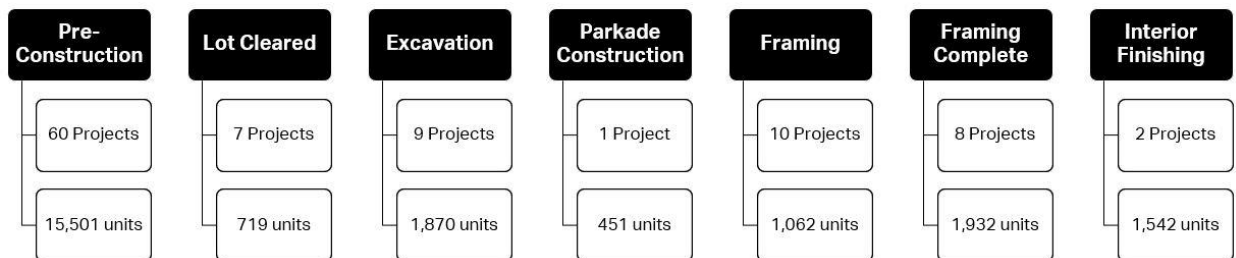 Pre-
Construction
Lot Cleared
Excavation
Parkade
Construction
Framing
Framing
Complete
Interior
Finishing
60 Projects
7 Projects
9 Projects
1 Project
10 Projects
8 Projects
2 Projects
15,501 units
719 units
1,870 units
451 units
1,062 units
1,932 units
1,542 units